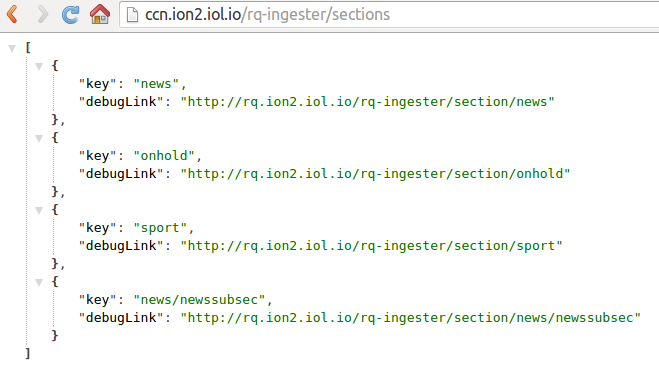 ccn.ion2.iol.io/rq-ingester/sections
[
{
"key": "news",
"debugLink": "http://rq.ion2.iol.io/rq-ingester/section/news"
},
{
"key": "onhold",
"debugLink": "http://rq.ion2.iol.io/rq-ingester/section/onhold"
},
{
"key": "sport",
"debugLink": "http://rq.ion2.iol.io/rq-ingester/section/sport"
},
{
"key": "news/newssubsec",
"debugLink": "http://rq.ion2.iol.io/rq-ingester/section/news/newssubsec"
}
]